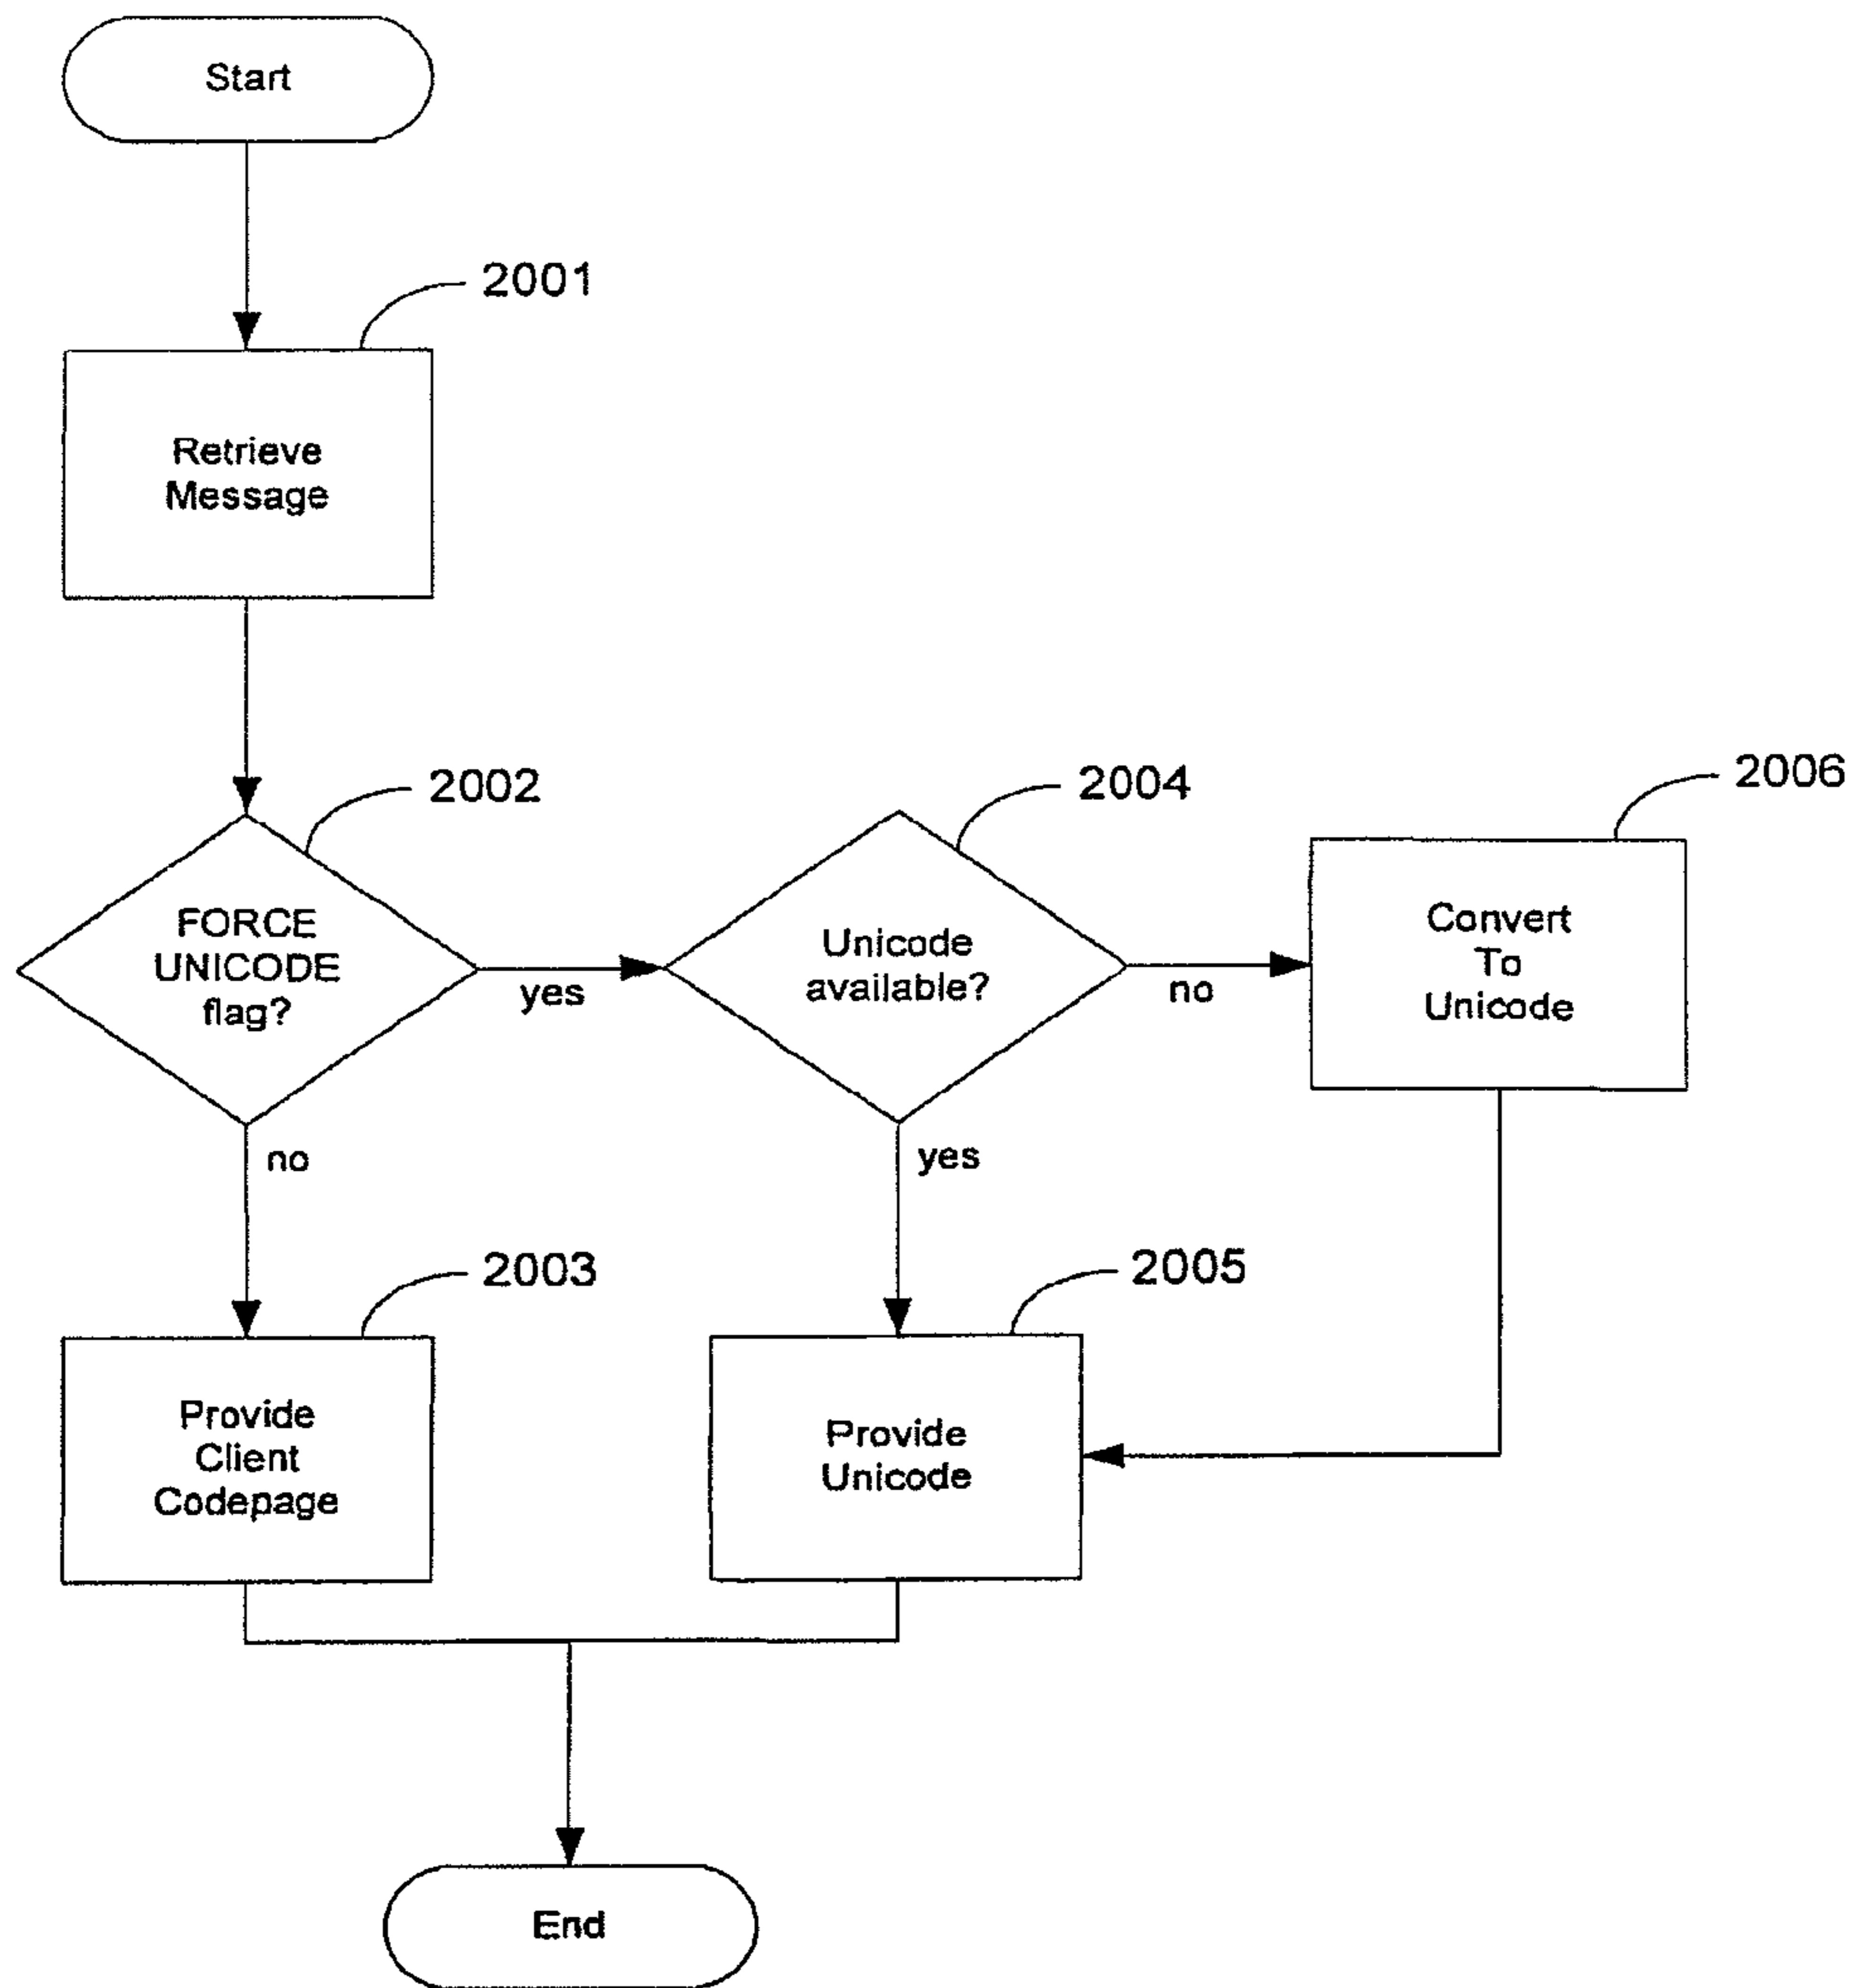 Start
2001
Retrieve
Message
2002
2004
2006
FORCE
UNICODE
flag?
yes
Unicode
available?
no
Convert
To
Unicode
no
yes
2003
2005
Provide
Client
Codepage
Provide
Unicode
End